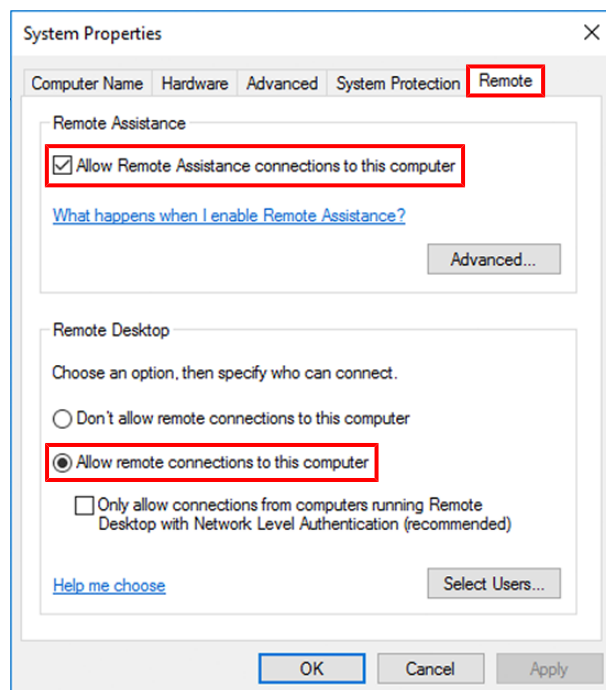 System Properties
Computer Name Hardware Advanced System Protection Remote
Remote Assistance
Allow Remote Assistance connections to this computer
What happens when I enable Remote Assistance?
Advanced...
Remote Desktop
Choose an option, then specify who can connect.
Don't allow remote connections to this computer
Allow remote connections to this computer
Only allow connections from computers running Remote
Desktop with Network Level Authentication (recommended)
Help me choose
Select Users...
OK Cancel Apply